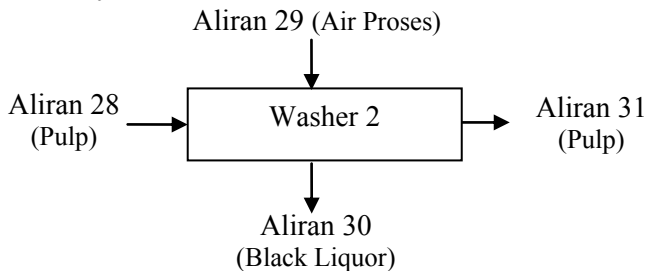 Aliran 29 (Air Proses)
Aliran 28
(Pulp)
Washer 2
Aliran 31
(Pulp)
Aliran 30
(Black Liquor)